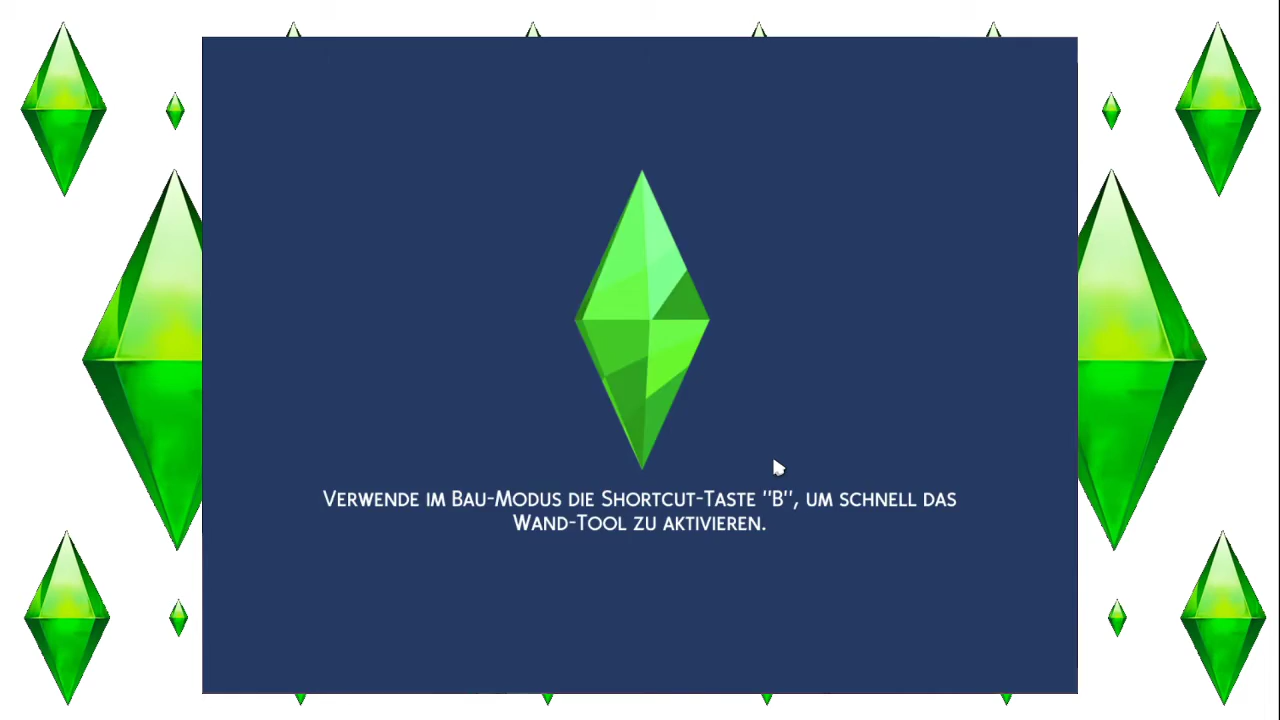 Verwende im Bau-Modus die Shortcut-Taste "B", um schnell das
Wand-Tool zu aktivieren.